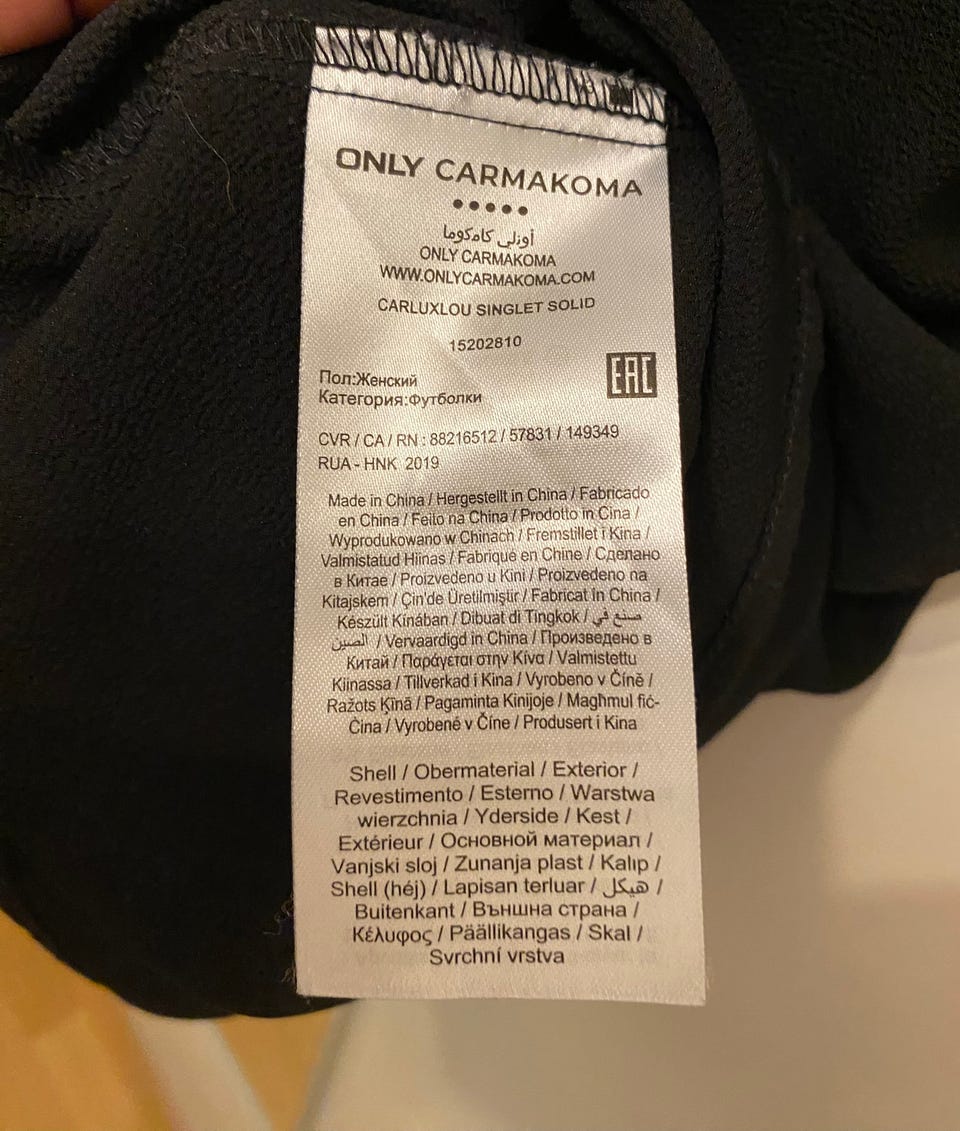 ONLY CARMAKOMA
أونلي كامكوما
ONLY CARMAKOMA
WWW.ONLYCARMAKOMA.COM
CARLUXLOU SINGLET SOLID
15202810
EAC
Пол:Женский
Категория:Футболки
CVR / CA / RN : 88216512 / 57831 / 149349
RUA - HNK 2019
Made in China / Hergestellt in China / Fabricado
en China / Feito na China / Prodotto in Cina /
Wyprodukowano w Chinach / Fremstillet i Kina /
Valmistatud Hiinas / Fabriqué en Chine / Сделано
в Китае / Proizvedeno u Kini / Proizvedeno na
Kitajskem / Çin'de Üretilmiştir / Fabricat în China /
Készült Kínában / Dibuat di Tingkok / صنع في
الصين / Vervaardigd in China / Произведено в
Китай / Παράγεται στην Κίνα / Valmistettu
Kiinassa / Tillverkad i Kina / Vyrobeno v Číně /
Ražots Ķīnā / Pagaminta Kinijoje / Magħmul fiċ-
Ċina / Vyrobené v Číne / Produsert i Kina
Shell / Obermaterial / Exterior /
Revestimento / Esterno / Warstwa
wierzchnia / Yderside / Kest /
Extérieur / Основной материал /
Vanjski sloj / Zunanja plast / Kalıp /
Shell (héj) / Lapisan terluar / هيكل /
Buitenkant / Външна страна /
Κέλυφος / Päällikangas / Skal /
Svrchní vrstva